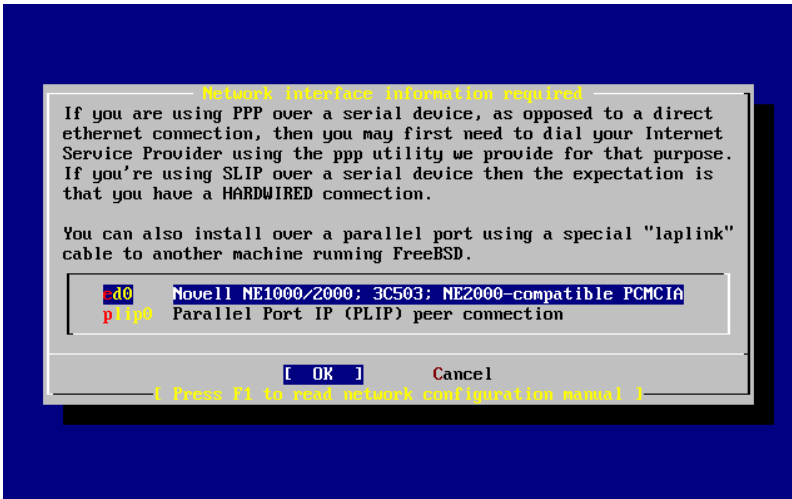 Network interface information required
If you are using PPP over a serial device, as opposed to a direct
ethernet connection, then you may first need to dial your Internet
Service Provider using the ppp utility we provide for that purpose.
If you're using SLIP over a serial device then the expectation is
that you have a HARDWIRED connection.
You can also install over a parallel port using a special "laplink"
cable to another machine running FreeBSD.
ed0 Novell NE1000/2000; 3C503; NE2000-compatible PCMCIA
plip0 Parallel Port IP (PLIP) peer connection
[ OK ] Cancel
[ Press F1 to read network configuration manual ]